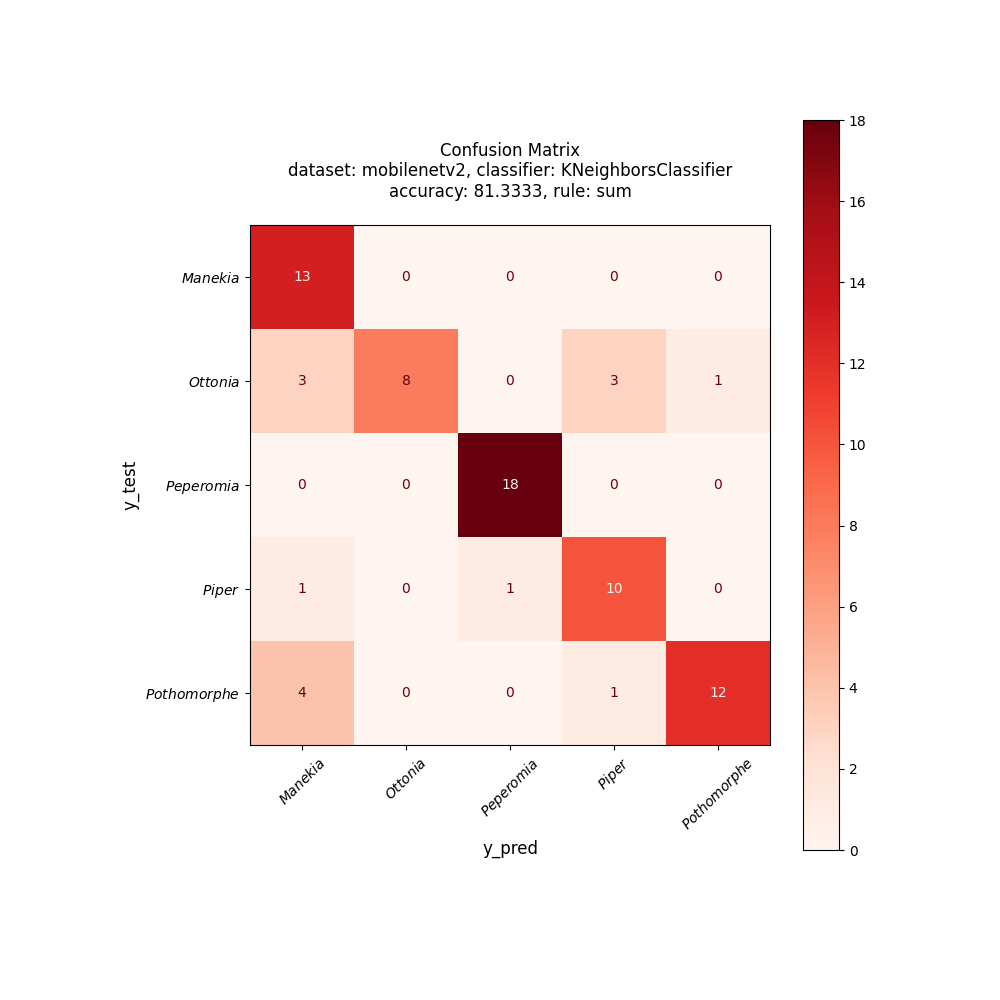 Confusion Matrix
dataset: mobilenetv2, classifier: KNeighborsClassifier
accuracy: 81.3333, rule: sum
y_test
Manekia 13 0 0 0 0
Ottonia 3 8 0 3 1
Peperomia 0 0 18 0 0
Piper 1 0 1 10 0
Pothomorphe 4 0 0 1 12
Manekia Ottonia Peperomia Piper Pothomorphe
y_pred
18
16
14
12
10
8
6
4
2
0